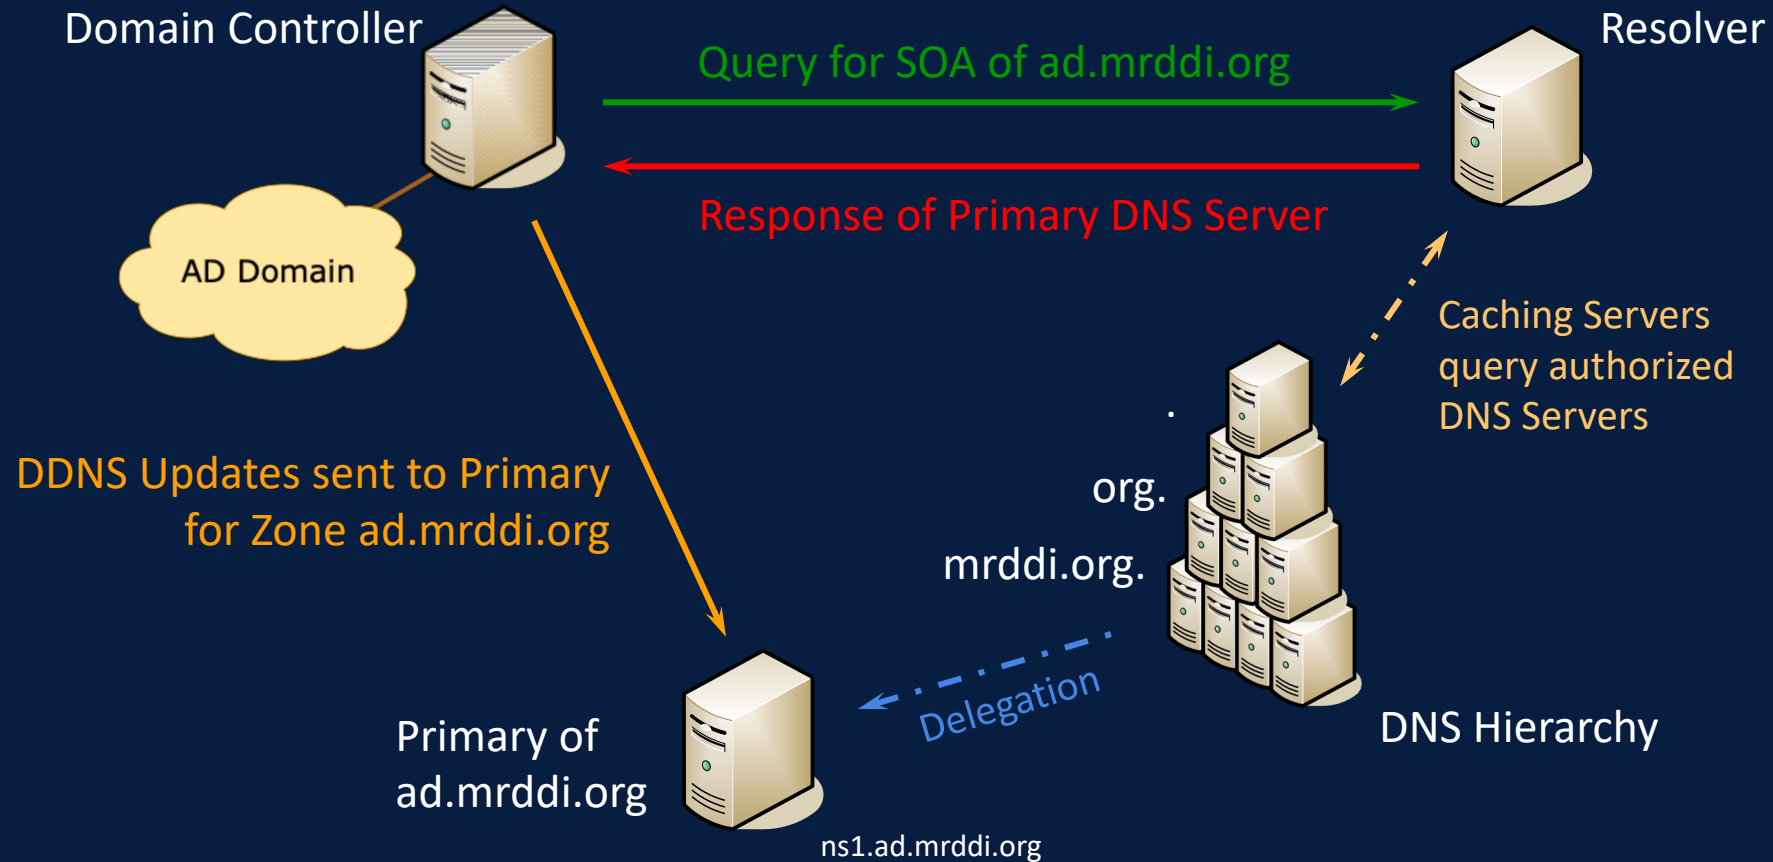 Domain Controller
Resolver
Query for SOA of ad.mrddi.org
Response of Primary DNS Server
AD Domain
Caching Servers
query authorized
DNS Servers
.
org.
mrddi.org.
DDNS Updates sent to Primary
for Zone ad.mrddi.org
Delegation
DNS Hierarchy
Primary of
ad.mrddi.org
ns1.ad.mrddi.org